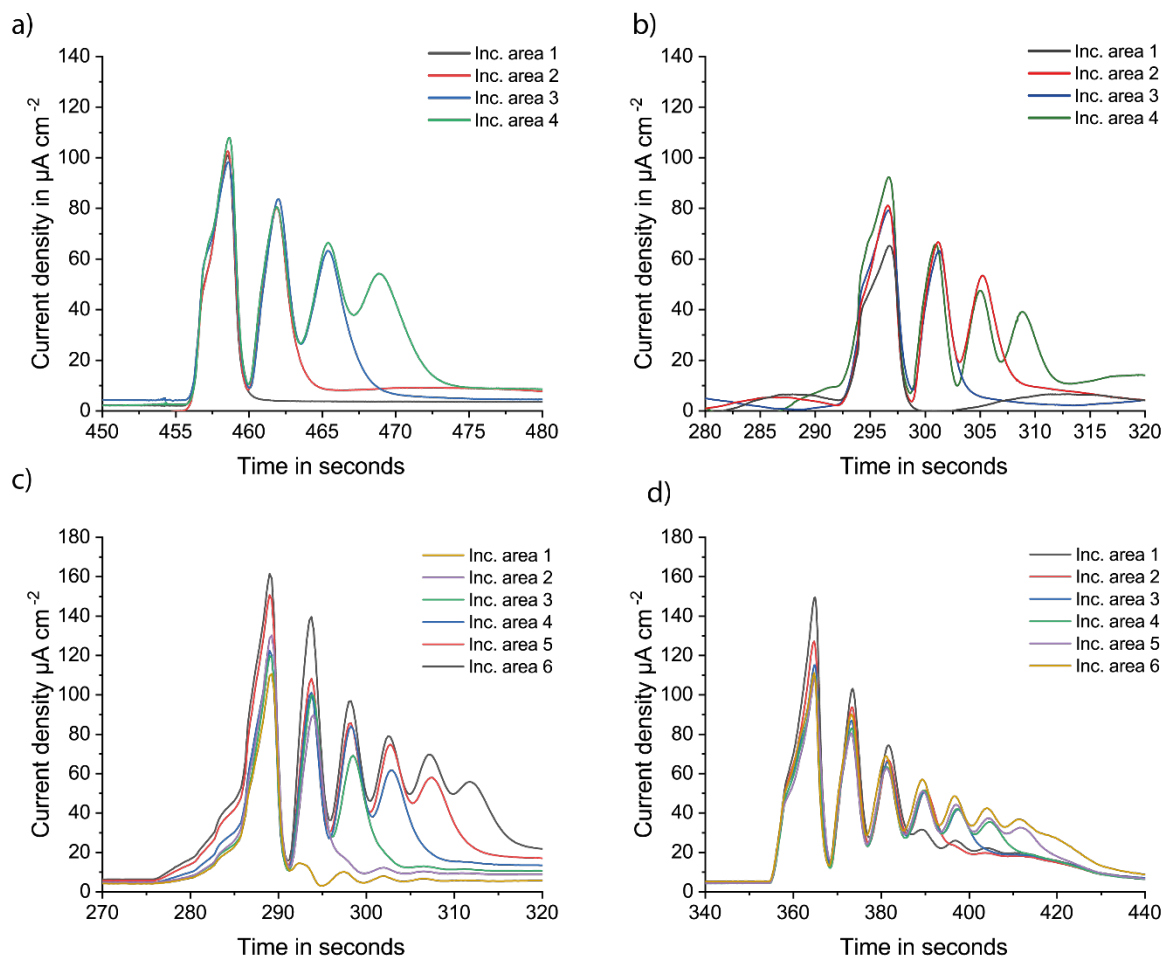 a)
Inc. area 1
Inc. area 2
Inc. area 3
Inc. area 4
Current density in µA cm⁻²
140
120
100
80
60
40
20
0
450 455 460 465 470 475 480
Time in seconds
b)
Inc. area 1
Inc. area 2
Inc. area 3
Inc. area 4
Current density in µA cm⁻²
140
120
100
80
60
40
20
0
280 285 290 295 300 305 310 315 320
Time in seconds
c)
Inc. area 1
Inc. area 2
Inc. area 3
Inc. area 4
Inc. area 5
Inc. area 6
Current density µA cm⁻²
180
160
140
120
100
80
60
40
20
0
270 280 290 300 310 320
Time in seconds
d)
Inc. area 1
Inc. area 2
Inc. area 3
Inc. area 4
Inc. area 5
Inc. area 6
Current density µA cm⁻²
180
160
140
120
100
80
60
40
20
0
340 360 380 400 420 440
Time in seconds